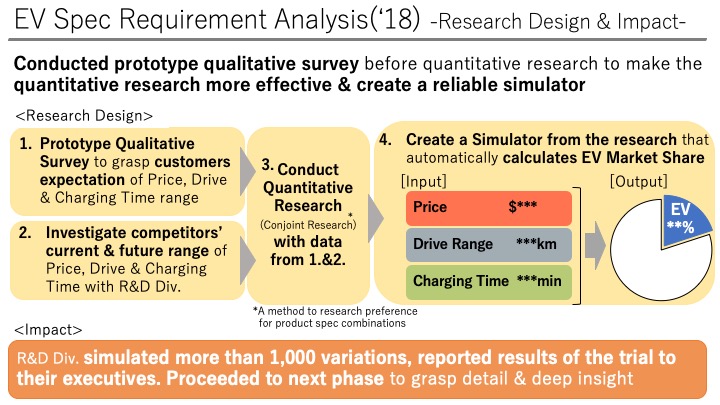 EV Spec Requirement Analysis('18) -Research Design & Impact-
Conducted prototype qualitative survey before quantitative research to make the
quantitative research more effective & create a reliable simulator
<Research Design>
1. Prototype Qualitative
Survey to grasp customers
expectation of Price, Drive
& Charging Time range
2. Investigate competitors'
current & future range of
Price, Drive & Charging
Time with R&D Div.
3. Conduct
Quantitative
Research
(Conjoint Research)*
with data
from 1.&2.
*A method to research preference
for product spec combinations
4. Create a Simulator from the research that
automatically calculates EV Market Share
[Input]
Price $***
Drive Range ***km
Charging Time ***min
[Output]
EV
**%
<Impact>
R&D Div. simulated more than 1,000 variations, reported results of the trial to
their executives. Proceeded to next phase to grasp detail & deep insight